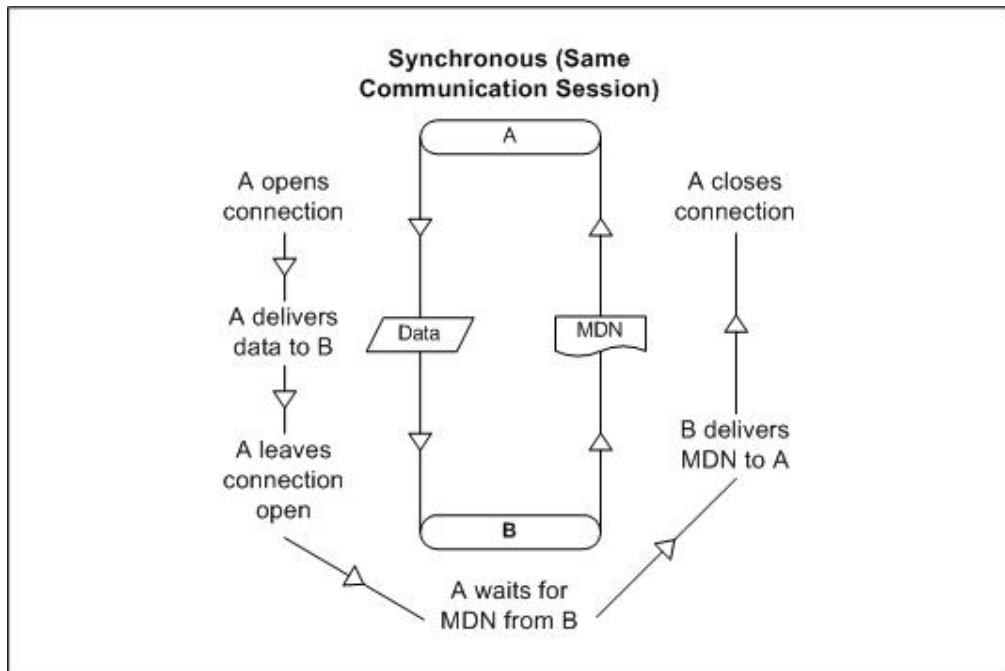 Synchronous (Same
Communication Session)
A
A opens
connection
A closes
connection
A delivers
data to B
Data
MDN
A leaves
connection
open
B delivers
MDN to A
B
A waits for
MDN from B